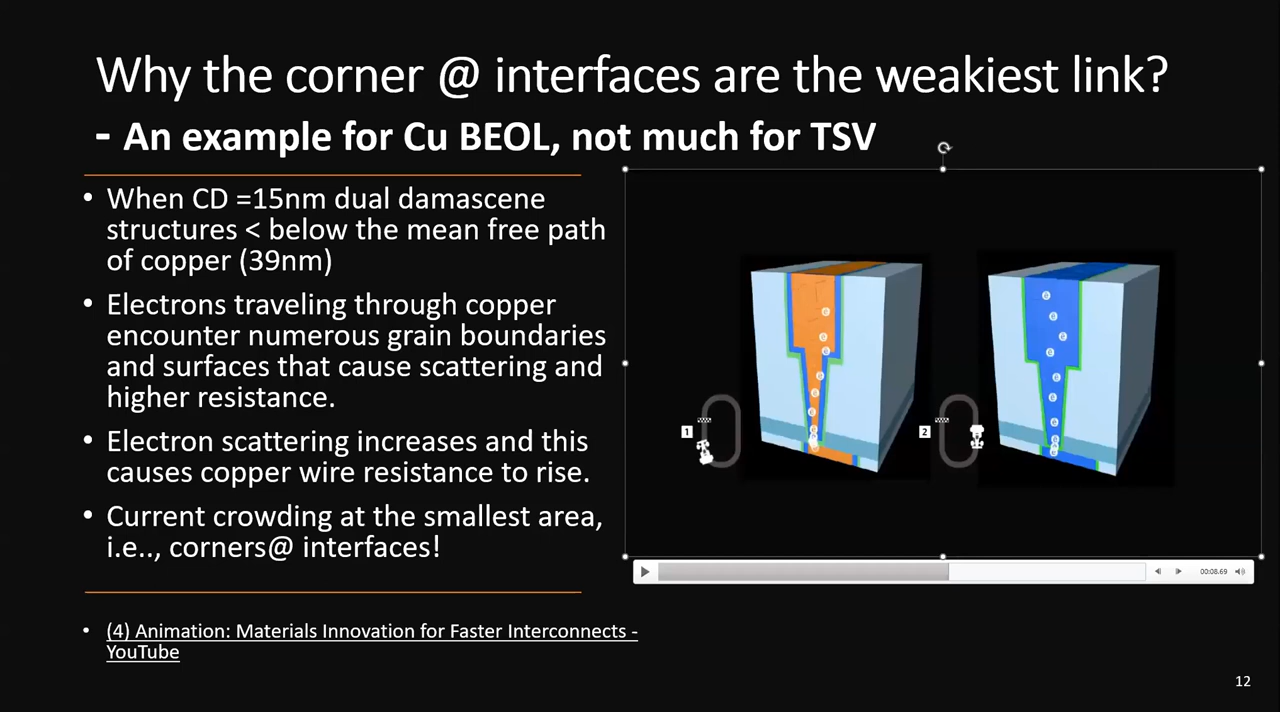 Why the corner @ interfaces are the weakiest link?
- An example for Cu BEOL, not much for TSV
• When CD =15nm dual damascene
structures < below the mean free path
of copper (39nm)
• Electrons traveling through copper
encounter numerous grain boundaries
and surfaces that cause scattering and
higher resistance.
• Electron scattering increases and this
causes copper wire resistance to rise.
• Current crowding at the smallest area,
i.e.., corners@ interfaces!
• (4) Animation: Materials Innovation for Faster Interconnects -
YouTube
1
2
e
00:08.69
12